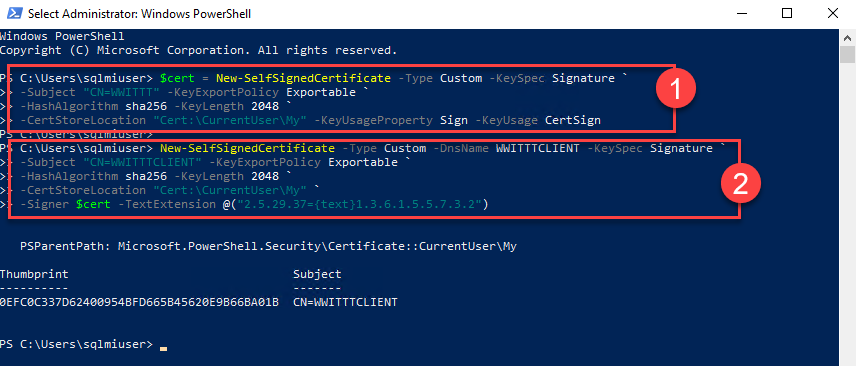 Select Administrator: Windows PowerShell
Windows PowerShell
Copyright (C) Microsoft Corporation. All rights reserved.
PS C:\Users\sqlmiuser> $cert = New-SelfSignedCertificate -Type Custom -KeySpec Signature `
>> -Subject "CN=WWITTT" -KeyExportPolicy Exportable `
>> -HashAlgorithm sha256 -KeyLength 2048 `
>> -CertStoreLocation "Cert:\CurrentUser\My" -KeyUsageProperty Sign -KeyUsage CertSign
1
PS C:\Users\sqlmiuser>
PS C:\Users\sqlmiuser> New-SelfSignedCertificate -Type Custom -DnsName WWITTTCLIENT -KeySpec Signature `
>> -Subject "CN=WWITTTCLIENT" -KeyExportPolicy Exportable `
>> -HashAlgorithm sha256 -KeyLength 2048 `
>> -CertStoreLocation "Cert:\CurrentUser\My" `
>> -Signer $cert -TextExtension @("2.5.29.37={text}1.3.6.1.5.5.7.3.2")
2
PSParentPath: Microsoft.PowerShell.Security\Certificate::CurrentUser\My
Thumbprint Subject
---------- -------
0EFC0C337D62400954BFD665B45620E9B66BA01B CN=WWITTTCLIENT
PS C:\Users\sqlmiuser>